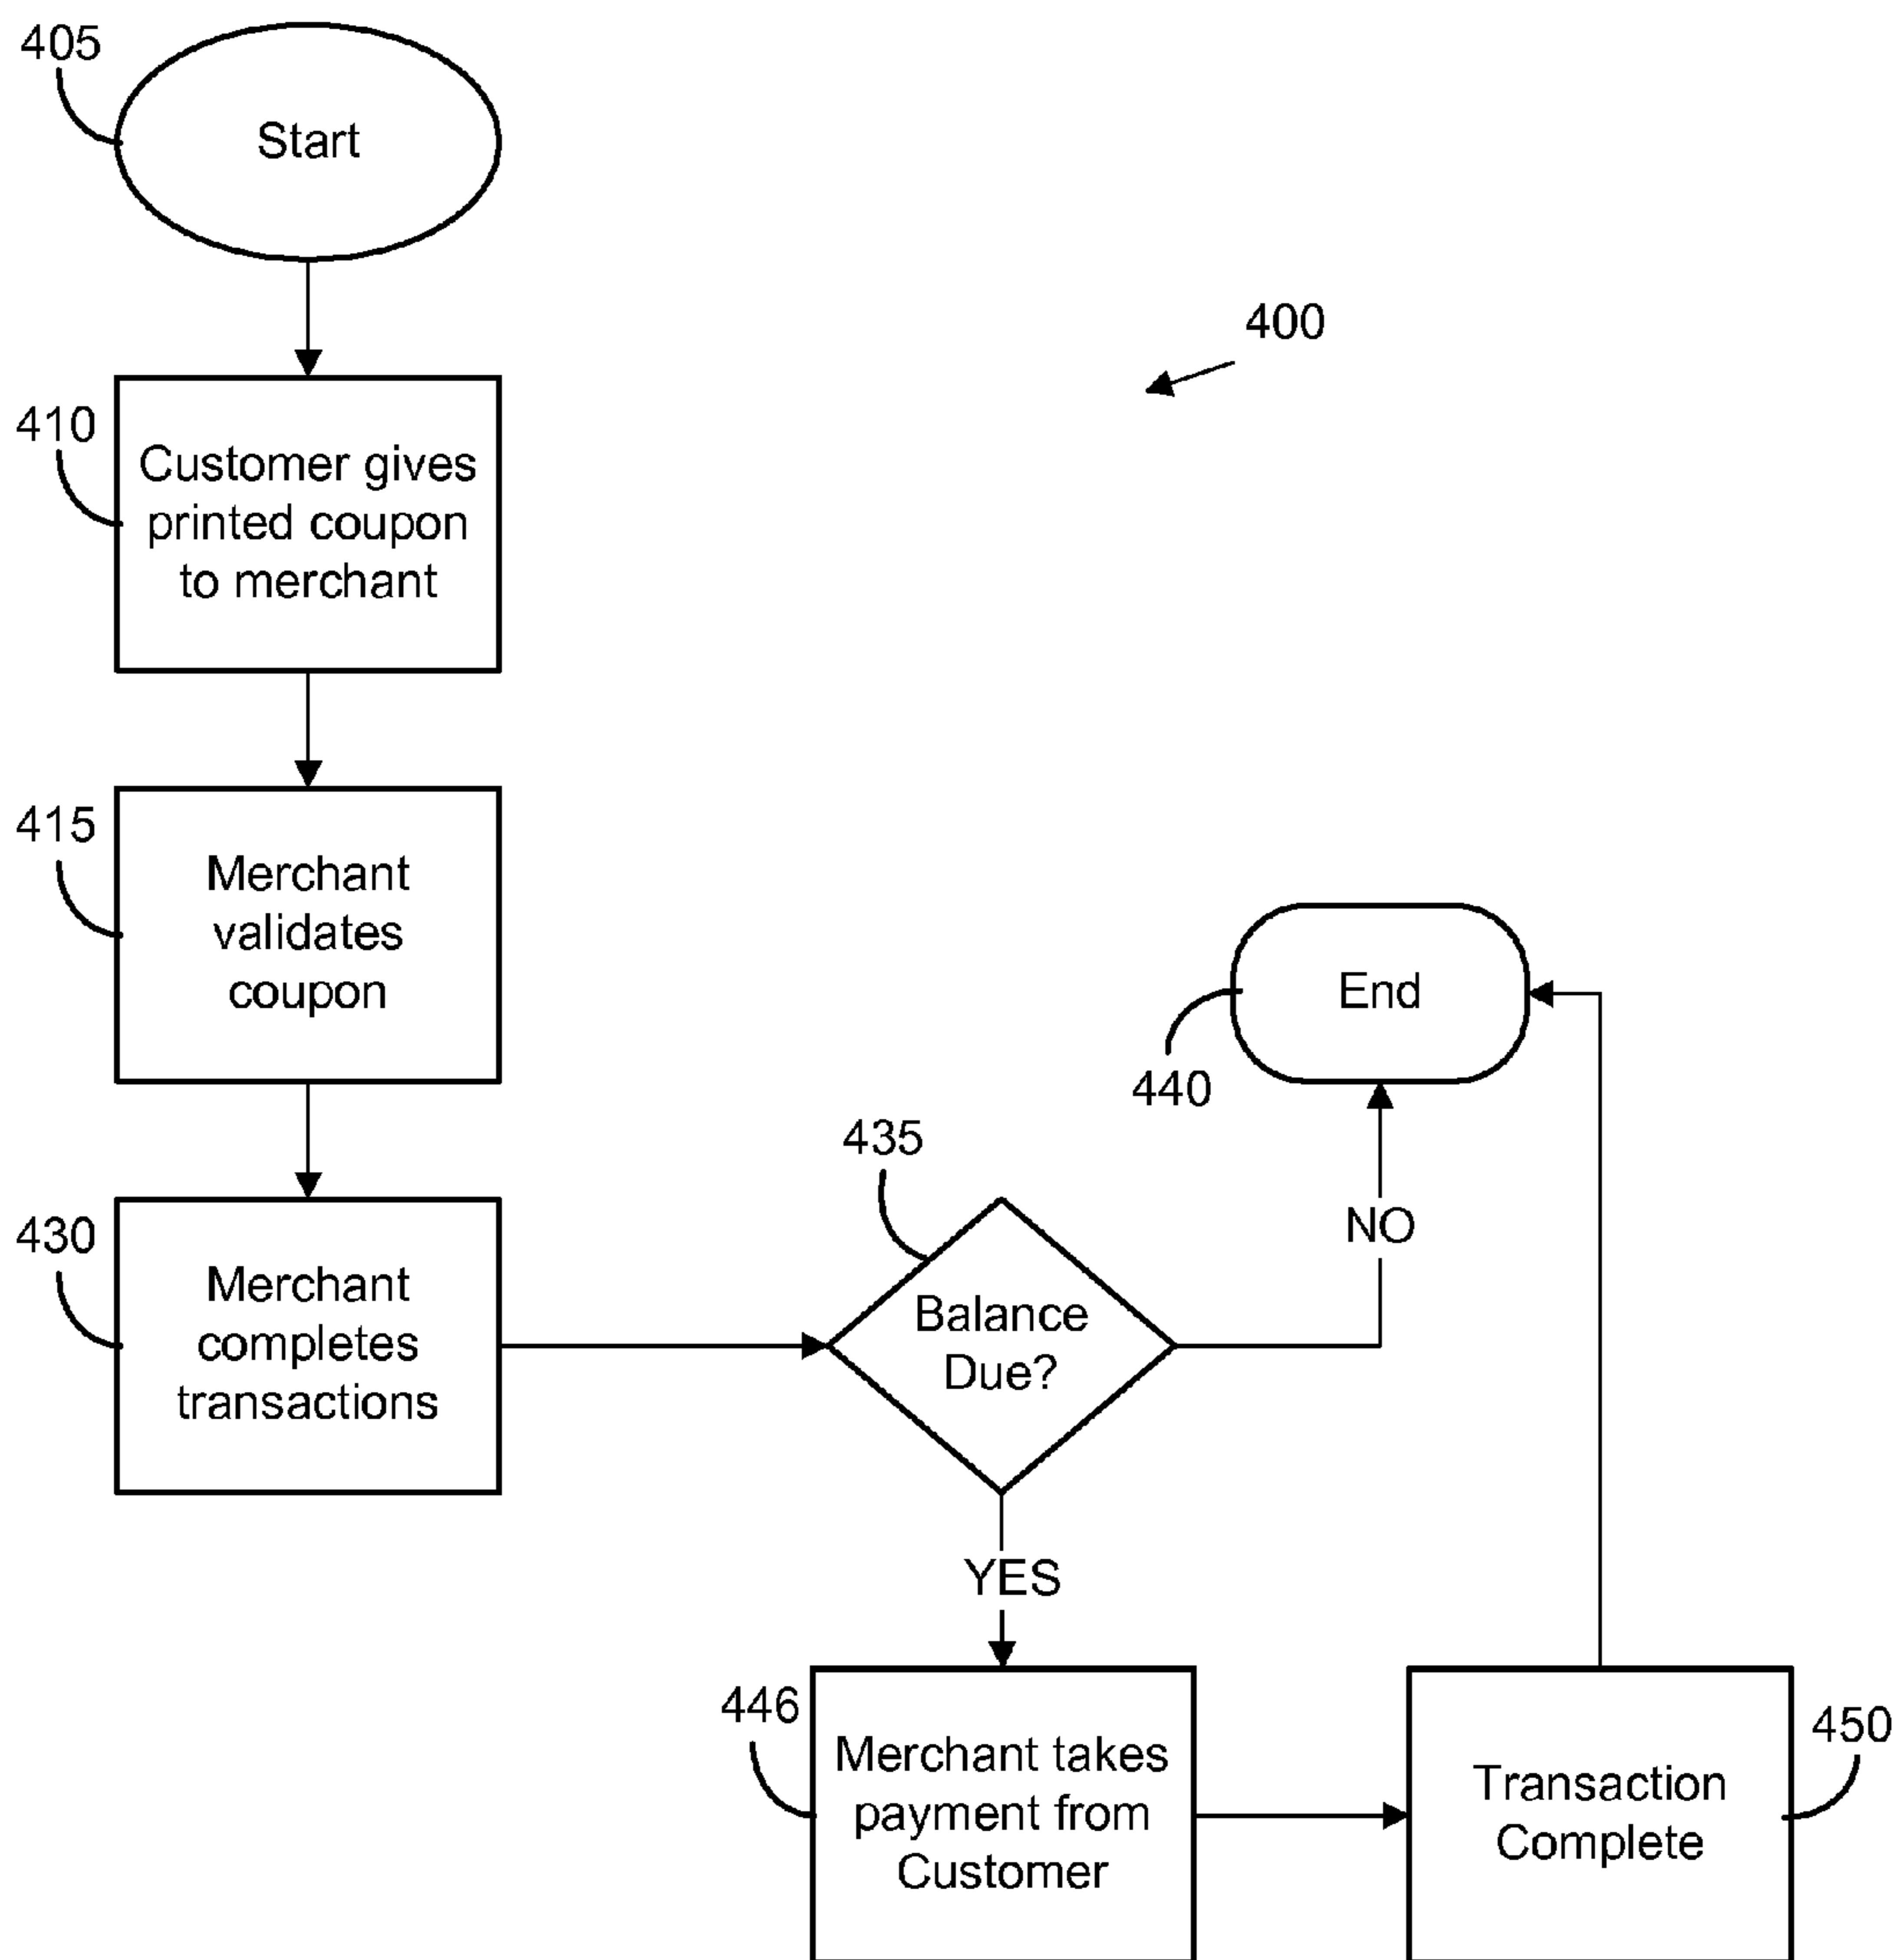 405
Start
400
410
Customer gives
printed coupon
to merchant
415
Merchant
validates
coupon
End
440
435
430
Merchant
completes
transactions
Balance
Due?
NO
YES
446
Merchant takes
payment from
Customer
450
Transaction
Complete